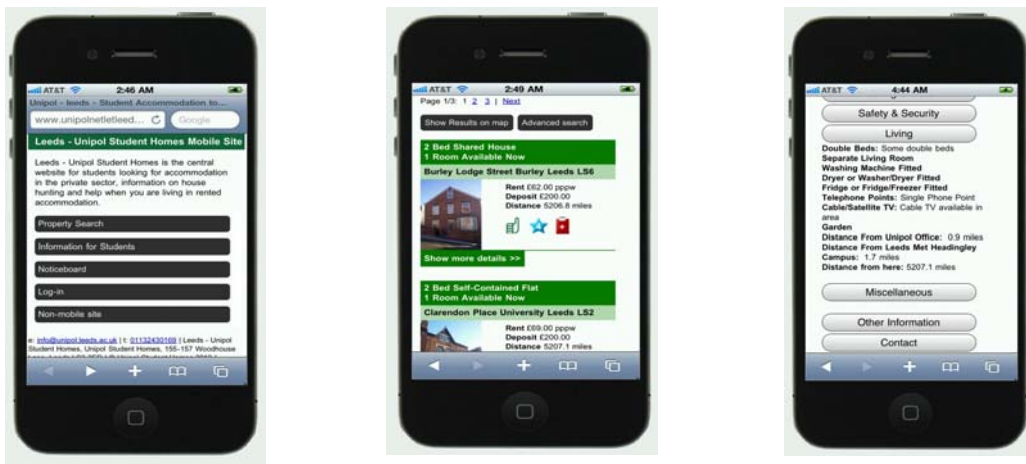 AT&T 2:46 AM
Unipol - leeds - Student Accommodation to...
www.unipolnetletleed... Google
Leeds - Unipol Student Homes Mobile Site
Leeds - Unipol Student Homes is the central
website for students looking for accommodation
in the private sector, information on house
hunting and help when you are living in rented
accommodation.
Property Search
Information for Students
Noticeboard
Log-in
Non-mobile site
e: info@unipol.leeds.ac.uk | t: 01132430169 | Leeds - Unipol
Student Homes, Unipol Student Homes, 155-157 Woodhouse
AT&T 2:49 AM
Page 1/3: 1 2 3 | Next
Show Results on map Advanced search
2 Bed Shared House
1 Room Available Now
Burley Lodge Street Burley Leeds LS6
Rent £62.00 pppw
Deposit £200.00
Distance 5206.8 miles
Show more details >>
2 Bed Self-Contained Flat
1 Room Available Now
Clarendon Place University Leeds LS2
Rent £69.00 pppw
Deposit £200.00
Distance 5207.1 miles
AT&T 4:44 AM
Safety & Security
Living
Double Beds: Some double beds
Separate Living Room
Washing Machine Fitted
Dryer or Washer/Dryer Fitted
Fridge or Fridge/Freezer Fitted
Telephone Points: Single Phone Point
Cable/Satellite TV: Cable TV available in
area
Garden
Distance From Unipol Office: 0.9 miles
Distance From Leeds Met Headingley
Campus: 1.7 miles
Distance from here: 5207.1 miles
Miscellaneous
Other Information
Contact